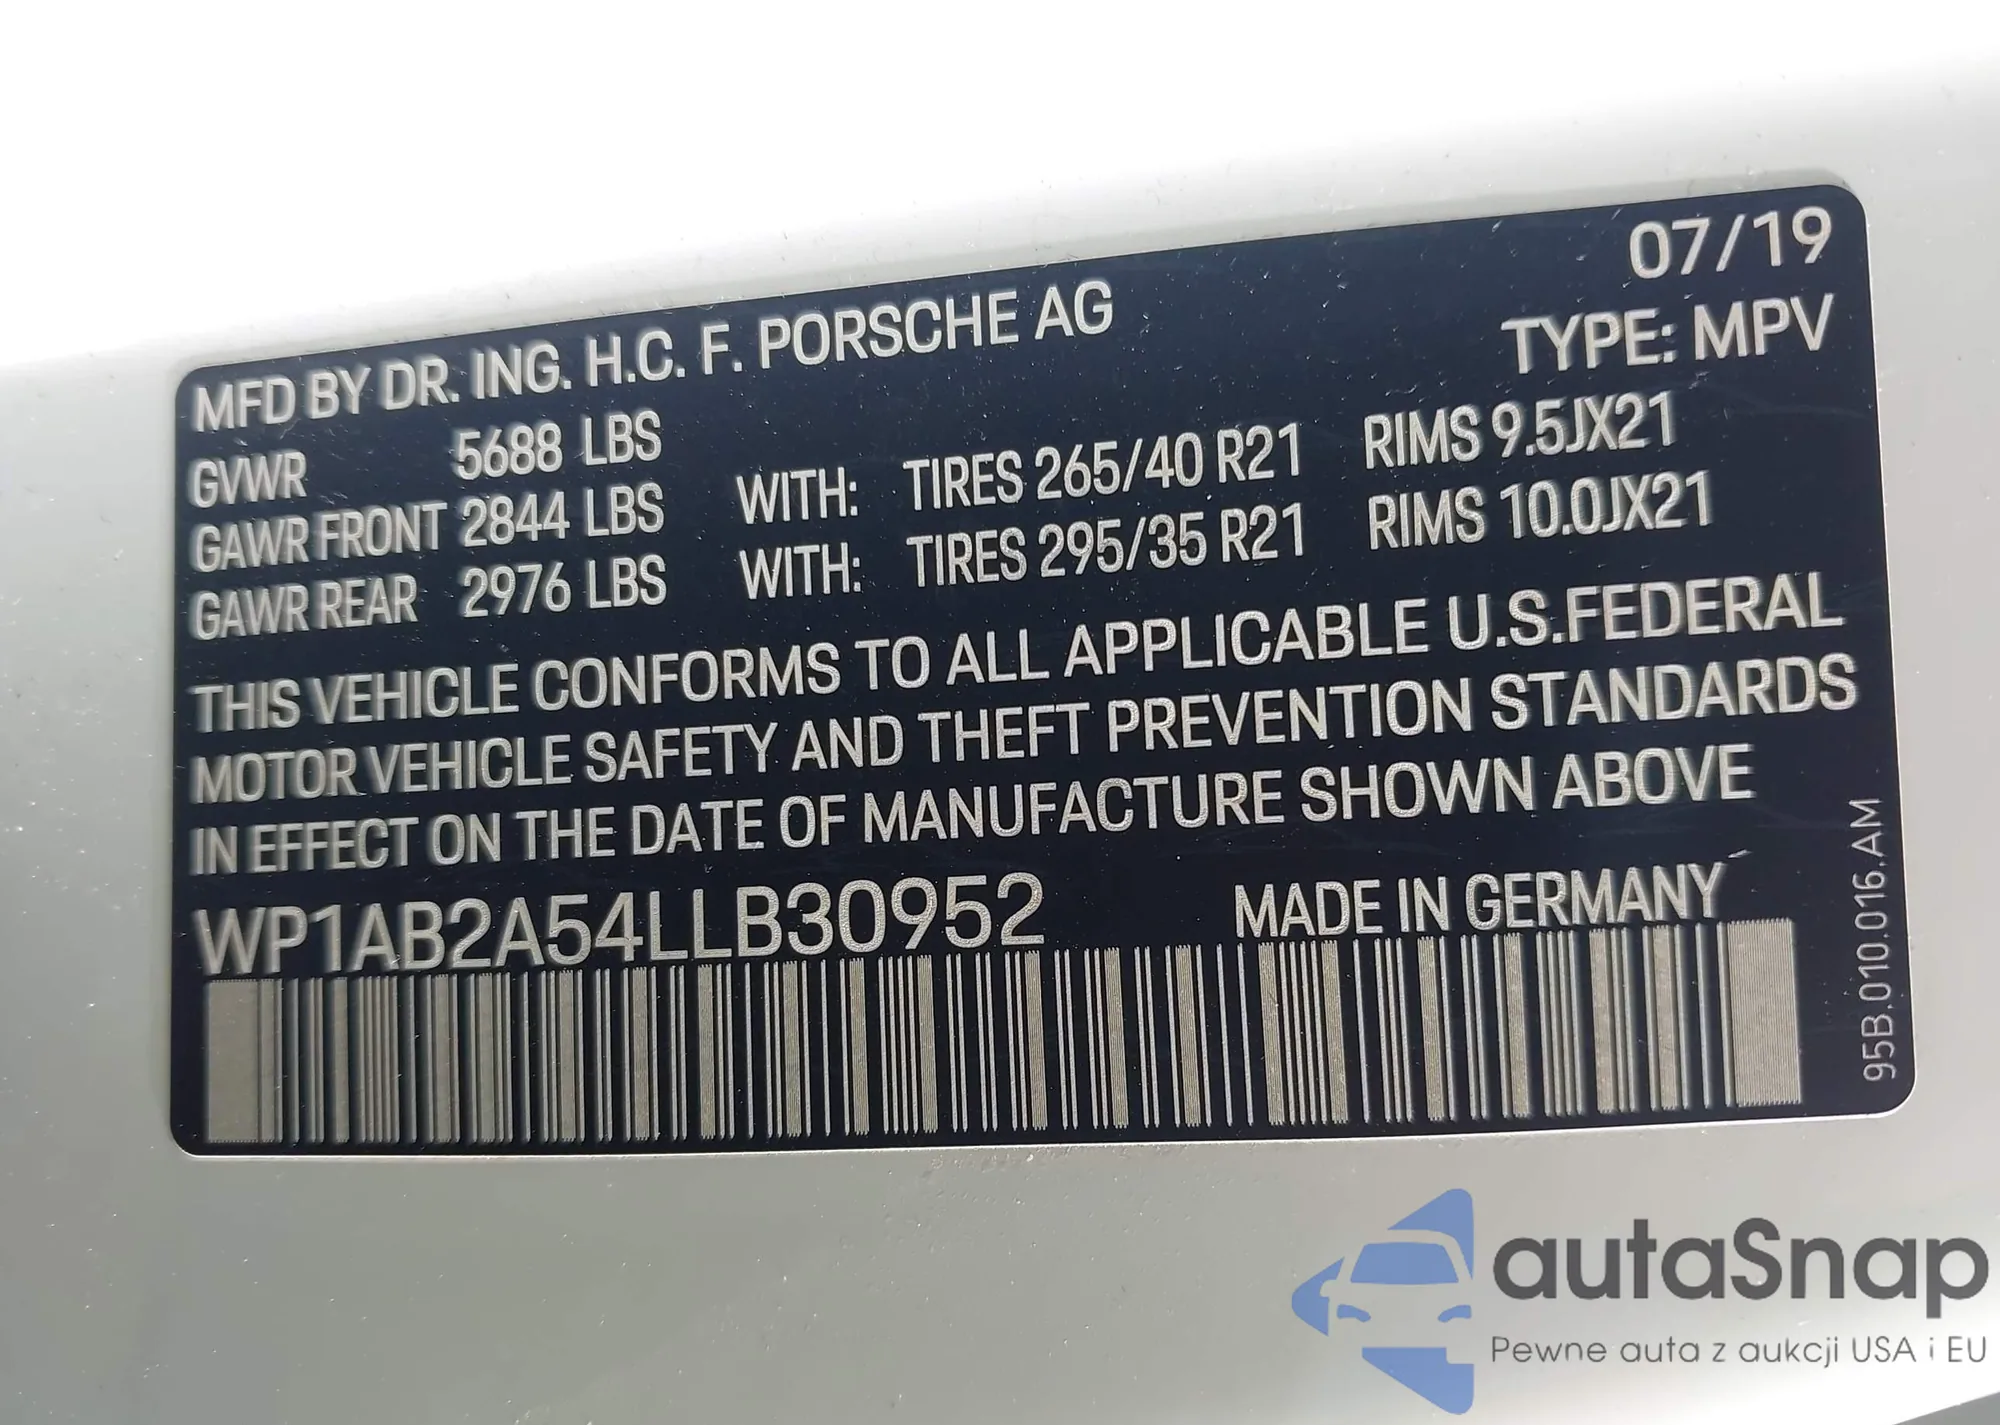 07/19
MFD BY DR. ING. H.C. F. PORSCHE AG TYPE: MPV
GVWR 5688 LBS
GAWR FRONT 2844 LBS WITH: TIRES 265/40 R21 RIMS 9.5JX21
GAWR REAR 2976 LBS WITH: TIRES 295/35 R21 RIMS 10.0JX21
THIS VEHICLE CONFORMS TO ALL APPLICABLE U.S.FEDERAL
MOTOR VEHICLE SAFETY AND THEFT PREVENTION STANDARDS
IN EFFECT ON THE DATE OF MANUFACTURE SHOWN ABOVE
WP1AB2A54LLB30952 MADE IN GERMANY
95B.010.016.AM
autaSnap
Pewne auta z aukcji USA i EU